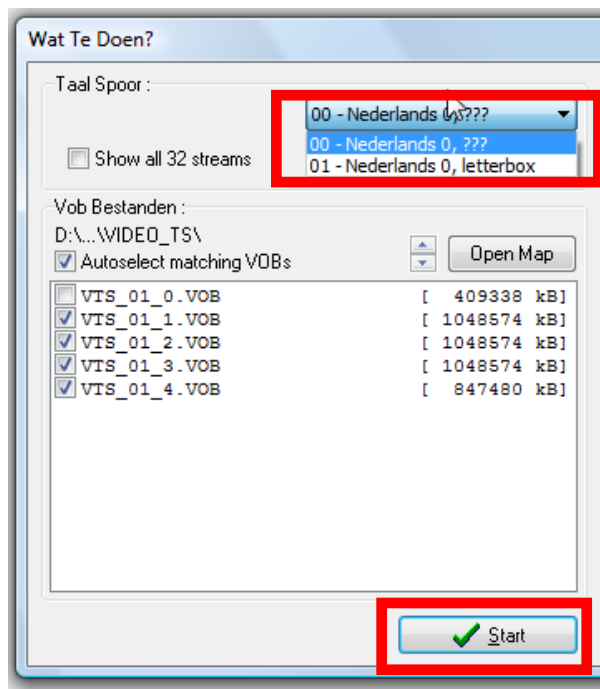 Wat Te Doen?
Taal Spoor :
00 - Nederlands 0, ???
00 - Nederlands 0, ???
01 - Nederlands 0, letterbox
Show all 32 streams
Vob Bestanden :
D:\...\VIDEO_TS\
Autoselect matching VOBs
Open Map
VTS_01_0.VOB [ 409338 kB]
VTS_01_1.VOB [ 1048574 kB]
VTS_01_2.VOB [ 1048574 kB]
VTS_01_3.VOB [ 1048574 kB]
VTS_01_4.VOB [ 847480 kB]
Start